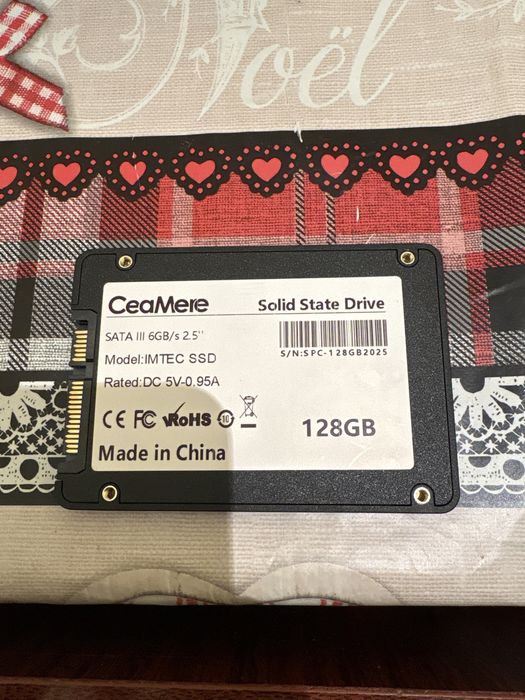 Noël
CeaMere
Solid State Drive
SATA III 6GB/s 2.5''
Model:IMTEC SSD
S/N:SPC-128GB2025
Rated:DC 5V-0.95A
CE FC RoHS 10
128GB
Made in China